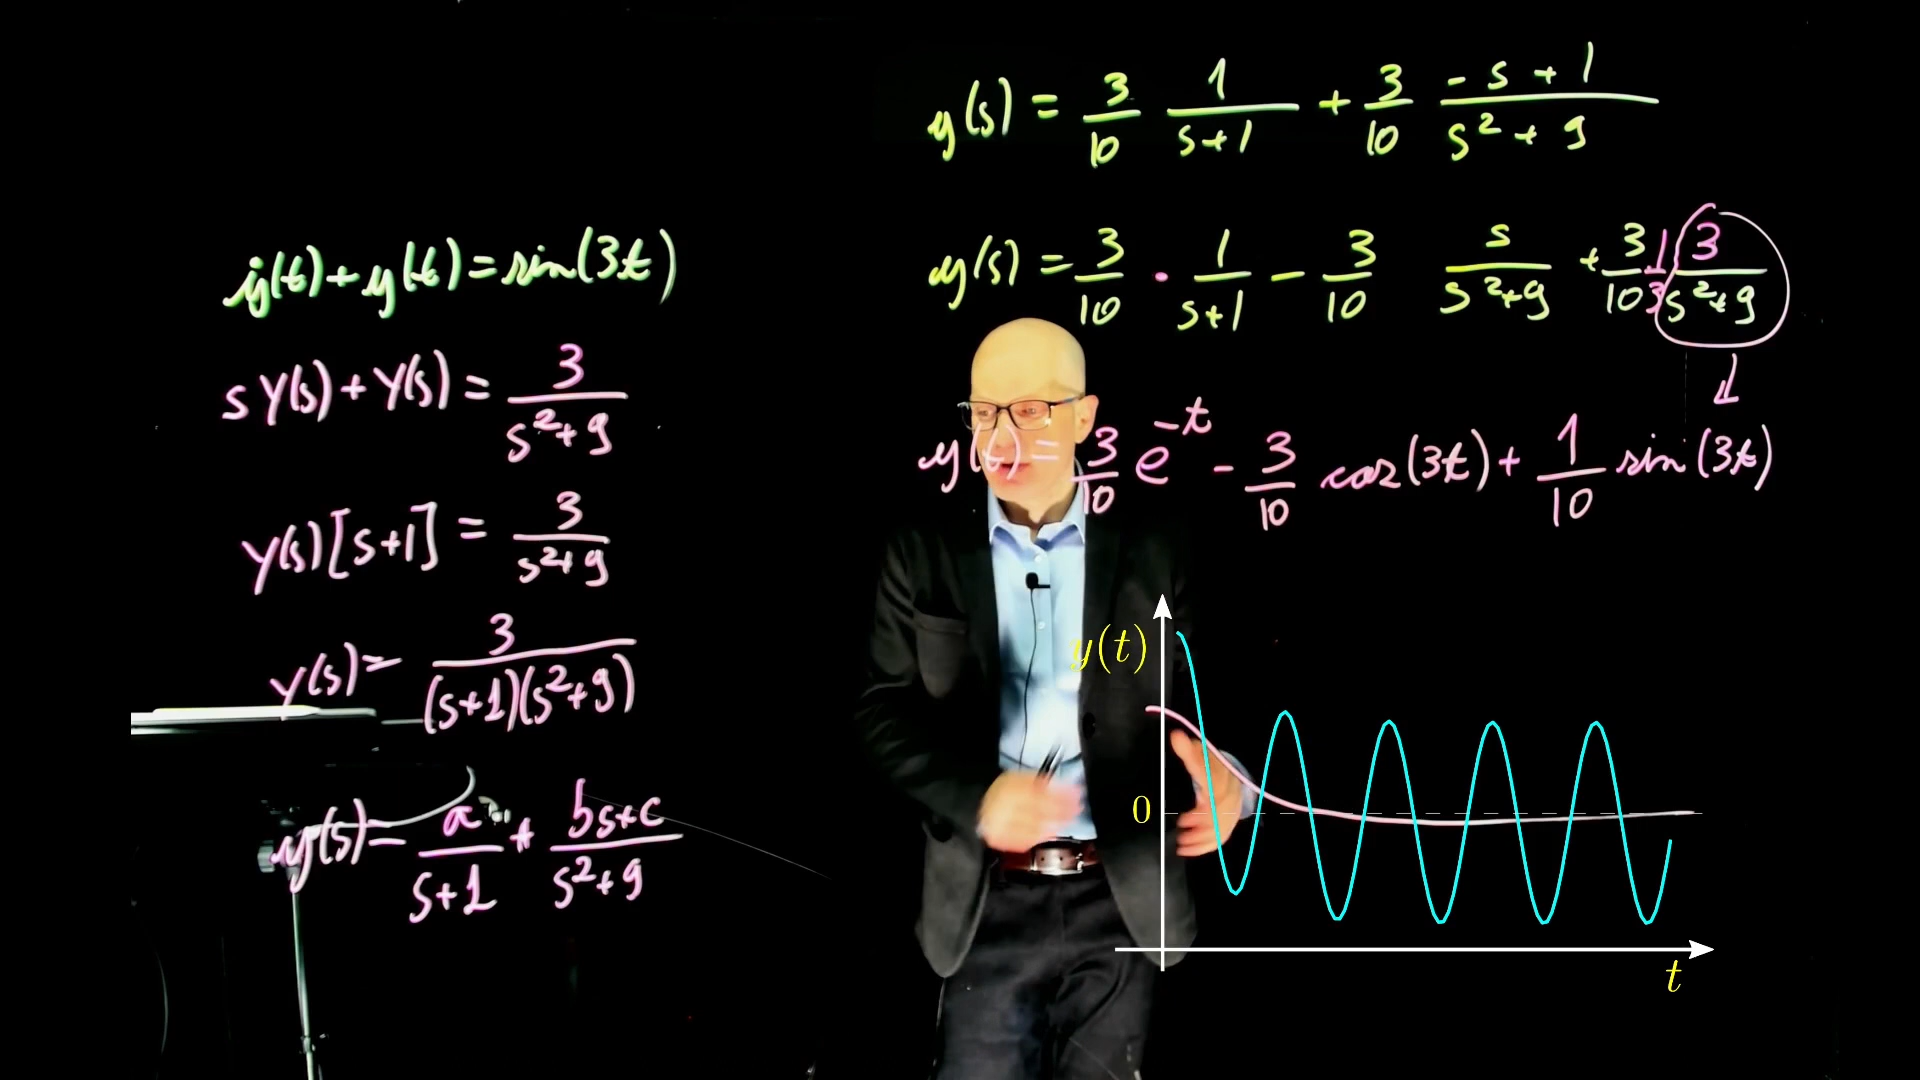 ẏ(t)+y(t)=sin(3t)
sY(s)+Y(s)=3/(s²+9)
Y(s)[s+1]=3/(s²+9)
Y(s)=3/((s+1)(s²+9))
y(s)=a/(s+1)+(bs+c)/(s²+9)
y(s)=3/10 1/(s+1)+3/10 (-s+1)/(s²+9)
y(s)=3/10·1/(s+1)-3/10 s/(s²+9)+3/10 1/3 3/(s²+9)
y(t)=3/10 e^(-t)-3/10 cos(3t)+1/10 sin(3t)
y(t)
0
t